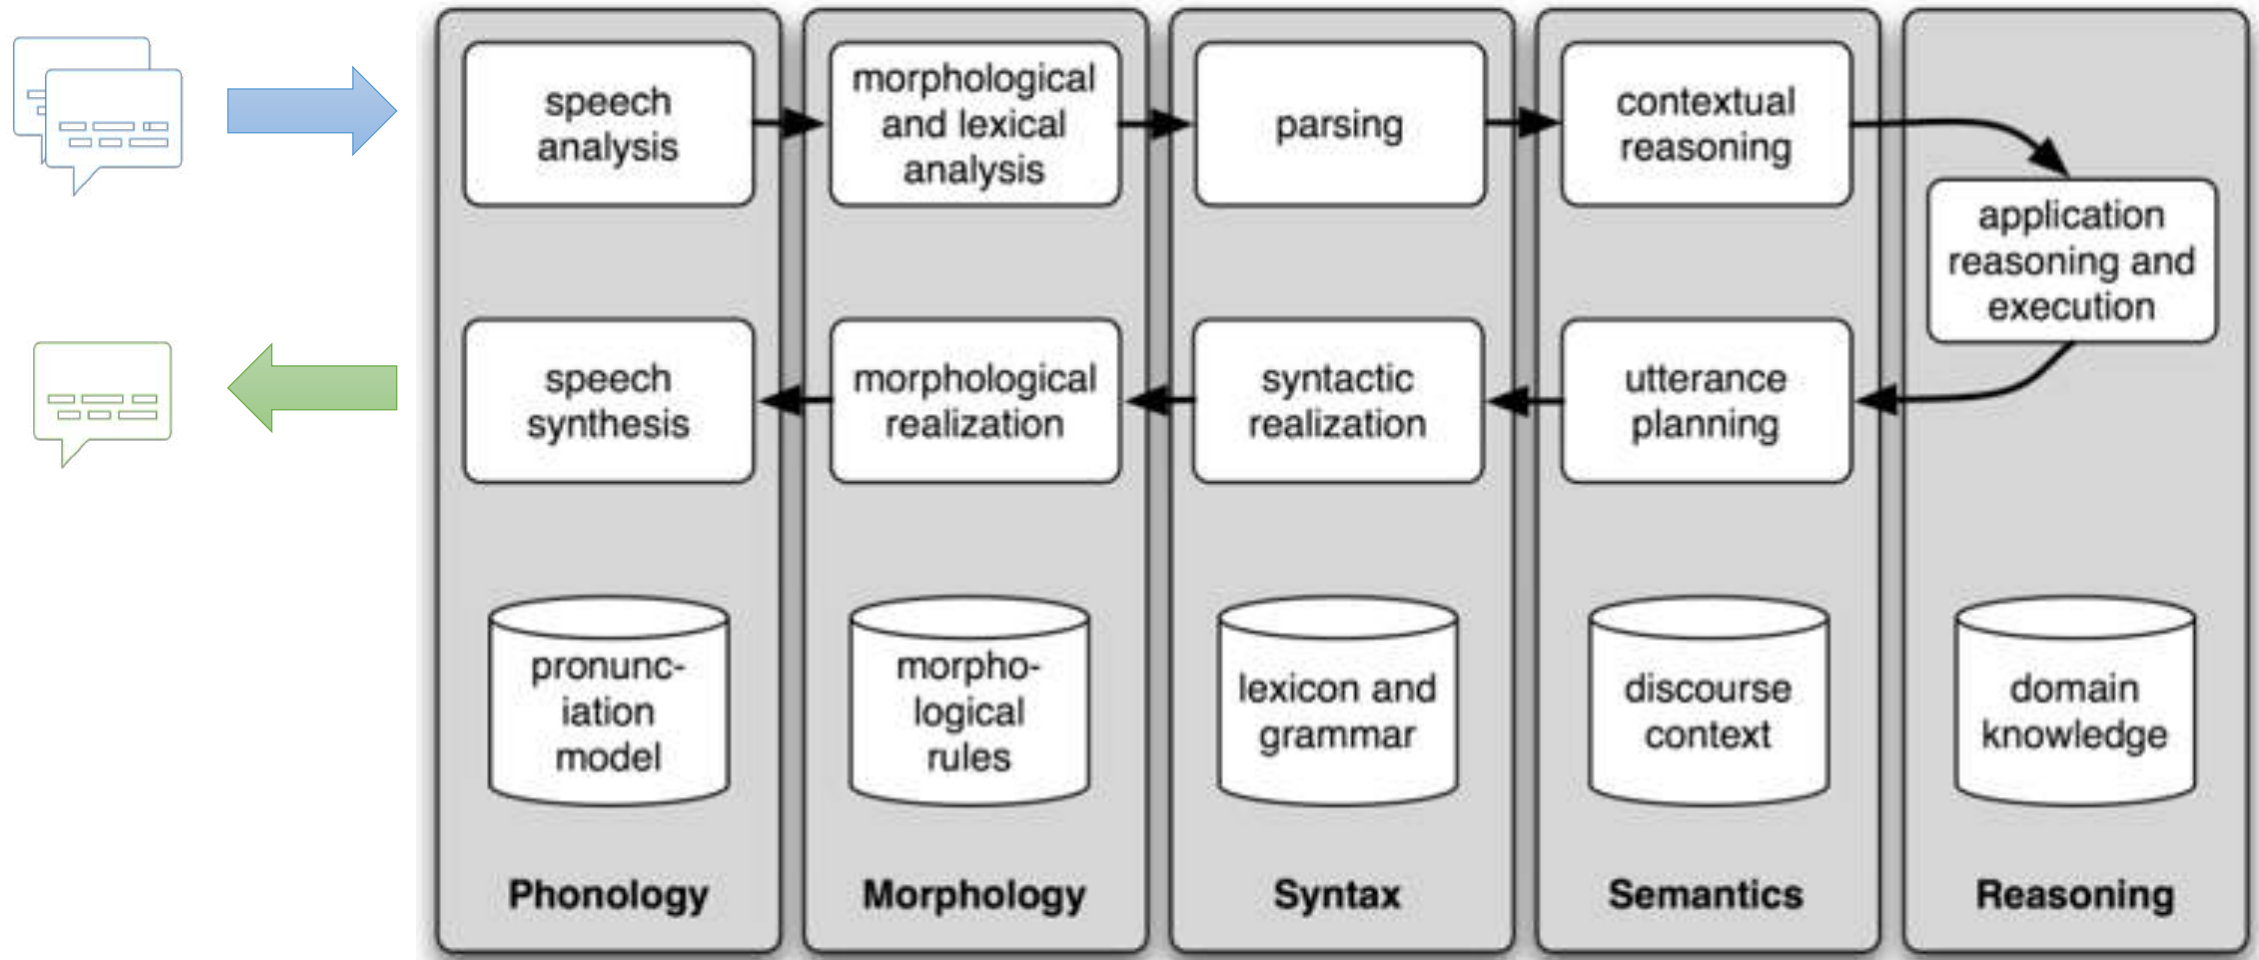 speech
analysis
morphological
and lexical
analysis
parsing
contextual
reasoning
application
reasoning and
execution
speech
synthesis
morphological
realization
syntactic
realization
utterance
planning
pronunc-
iation
model
morpho-
logical
rules
lexicon and
grammar
discourse
context
domain
knowledge
Phonology
Morphology
Syntax
Semantics
Reasoning